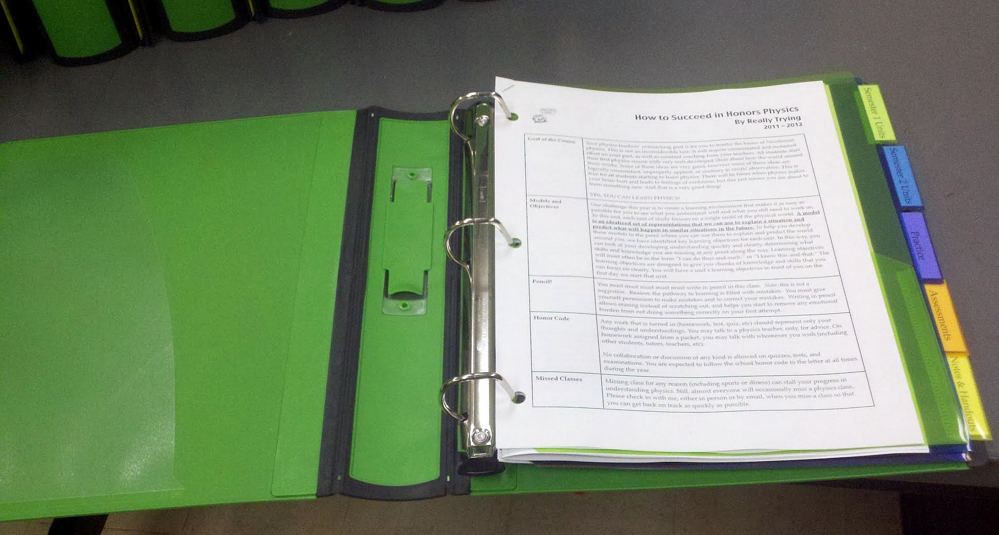 How to Succeed in Honors Physics
By Really Trying
2011 – 2012
Goal of the Course
Your physics teachers' overarching goal is for you to master the basics of Newtonian
physics. This is not an inconsiderable task. It will require concentrated and sustained
effort on your part, as well as constant coaching from your teachers. All students start
their first physics course with very well-developed ideas about how the world around
them works. Some of these ideas are very good, however some of these ideas are
logically inconsistent, improperly applied, or contrary to careful observation. This is
true for all students starting to learn physics. There will be times when physics makes
your brain hurt and leads to feelings of confusion, but this just means you are about to
learn something new. And that is a very good thing!
YES, YOU CAN LEARN PHYSICS!
Models and
Objectives
Our challenge this year is to create a learning environment that makes it as easy as
possible for you to see what you understand well and what you still need to work on.
To this end, each unit of study focuses on a single model of the physical world. A model
is an idealized set of representations that we can use to explain a situation and
predict what will happen in similar situations in the future. To help you develop
these models to the point where you can use them to explain and predict the world
around you, we have identified key learning objectives for each unit. In this way, you
can look at your developing understanding quickly and clearly, determining what
skills and knowledge you are missing at any point along the way. Learning objectives
will most often be in the form "I can do thus-and-such" or "I know this-and-that." The
learning objectives are designed to give you chunks of knowledge and skills that you
can focus on clearly. You will have a unit's learning objectives in front of you on the
first day we start that unit.
Pencil!
You must must must must must write in pencil in this class. Note: this is not a
suggestion. Reason: the pathway to learning is filled with mistakes. You must give
yourself permission to make mistakes and to correct your mistakes. Writing in pencil
allows erasing instead of scratching out, and helps you start to remove any emotional
burden from not doing something correctly on your first attempt.
Honor Code
Any work that is turned in (homework, test, quiz, etc) should represent only your
thoughts and understandings. You may talk to a physics teacher, only, for advice. On
homework assigned from a packet, you may talk with whomever you wish (including
other students, tutors, teachers, etc).
No collaboration or discussion of any kind is allowed on quizzes, tests, and
examinations. You are expected to follow the school honor code to the letter at all times
during the year.
Missed Classes
Missing class for any reason (including sports or illness) can stall your progress in
understanding physics. Still, almost everyone will occasionally miss a physics class.
Please check in with me, either in person or by email, when you miss a class so that
you can get back on track as quickly as possible.
Semester 1 Units
Semester 2 Units
Practice
Assessments
Notes & Handouts